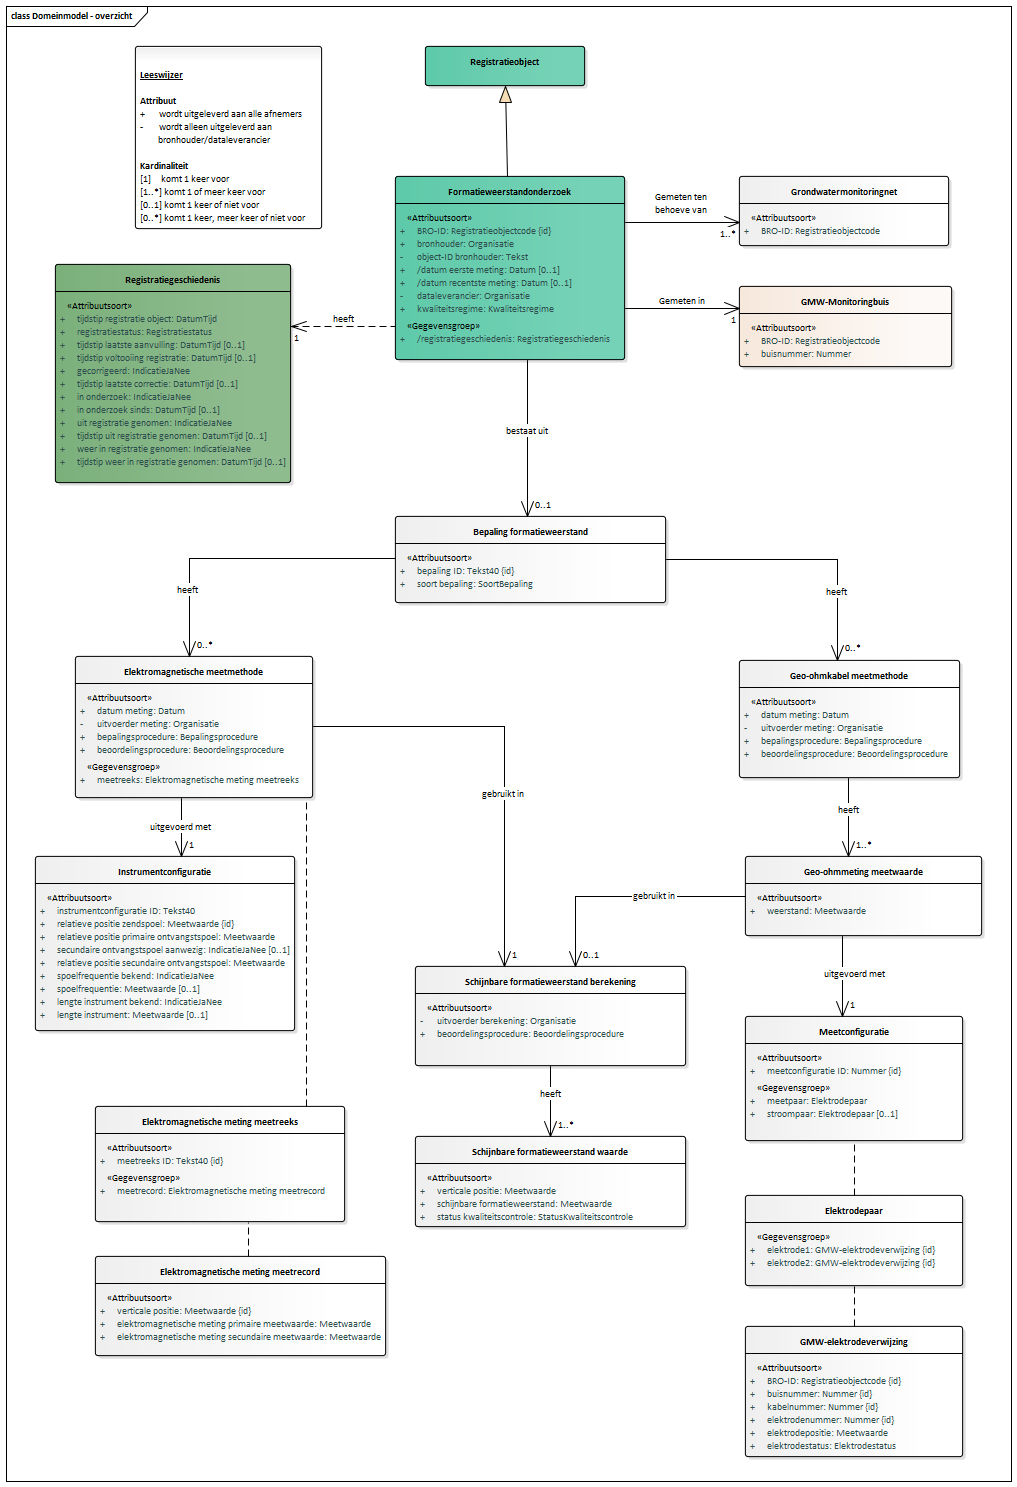 class Domeinmodel - overzicht
Leeswijzer
Attribuut
+ wordt uitgeleverd aan alle afnemers
- wordt alleen uitgeleverd aan
bronhouder/dataleverancier
Kardinaliteit
[1] komt 1 keer voor
[1..*] komt 1 of meer keer voor
[0..1] komt 1 keer of niet voor
[0..*] komt 1 keer, meer keer of niet voor
Registratieobject
Formatieweerstandonderzoek
«Attribuutsoort»
+ BRO-ID: Registratieobjectcode {id}
+ bronhouder: Organisatie
- object-ID bronhouder: Tekst
+ /datum eerste meting: Datum [0..1]
+ /datum recentste meting: Datum [0..1]
- dataleverancier: Organisatie
+ kwaliteitsregime: Kwaliteitsregime
«Gegevensgroep»
+ /registratiegeschiedenis: Registratiegeschiedenis
Gemeten ten
behoeve van
1..*
Grondwatermonitoringnet
«Attribuutsoort»
+ BRO-ID: Registratieobjectcode
Gemeten in
1
GMW-Monitoringbuis
«Attribuutsoort»
+ BRO-ID: Registratieobjectcode
+ buisnummer: Nummer
heeft
1
Registratiegeschiedenis
«Attribuutsoort»
+ tijdstip registratie object: DatumTijd
+ registratiestatus: Registratiestatus
+ tijdstip laatste aanvulling: DatumTijd [0..1]
+ tijdstip voltooiing registratie: DatumTijd [0..1]
+ gecorrigeerd: IndicatieJaNee
+ tijdstip laatste correctie: DatumTijd [0..1]
+ in onderzoek: IndicatieJaNee
+ in onderzoek sinds: DatumTijd [0..1]
+ uit registratie genomen: IndicatieJaNee
+ tijdstip uit registratie genomen: DatumTijd [0..1]
+ weer in registratie genomen: IndicatieJaNee
+ tijdstip weer in registratie genomen: DatumTijd [0..1]
bestaat uit
0..1
Bepaling formatieweerstand
«Attribuutsoort»
+ bepaling ID: Tekst40 {id}
+ soort bepaling: SoortBepaling
heeft
0..*
heeft
0..*
Elektromagnetische meetmethode
«Attribuutsoort»
+ datum meting: Datum
- uitvoerder meting: Organisatie
+ bepalingsprocedure: Bepalingsprocedure
+ beoordelingsprocedure: Beoordelingsprocedure
«Gegevensgroep»
+ meetreeks: Elektromagnetische meting meetreeks
Geo-ohmkabel meetmethode
«Attribuutsoort»
+ datum meting: Datum
- uitvoerder meting: Organisatie
+ bepalingsprocedure: Bepalingsprocedure
+ beoordelingsprocedure: Beoordelingsprocedure
uitgevoerd met
1
gebruikt in
1
heeft
1..*
Instrumentconfiguratie
«Attribuutsoort»
+ instrumentconfiguratie ID: Tekst40
+ relatieve positie zendspoel: Meetwaarde {id}
+ relatieve positie primaire ontvangstspoel: Meetwaarde
+ secundaire ontvangstspoel aanwezig: IndicatieJaNee [0..1]
+ relatieve positie secundaire ontvangstspoel: Meetwaarde
+ spoelfrequentie bekend: IndicatieJaNee
+ spoelfrequentie: Meetwaarde [0..1]
+ lengte instrument bekend: IndicatieJaNee
+ lengte instrument: Meetwaarde [0..1]
Geo-ohmmeting meetwaarde
«Attribuutsoort»
+ weerstand: Meetwaarde
gebruikt in
0..1
Schijnbare formatieweerstand berekening
«Attribuutsoort»
- uitvoerder berekening: Organisatie
+ beoordelingsprocedure: Beoordelingsprocedure
uitgevoerd met
1
Meetconfiguratie
«Attribuutsoort»
+ meetconfiguratie ID: Nummer {id}
«Gegevensgroep»
+ meetpaar: Elektrodepaar
+ stroompaar: Elektrodepaar [0..1]
heeft
1..*
Elektromagnetische meting meetreeks
«Attribuutsoort»
+ meetreeks ID: Tekst40 {id}
«Gegevensgroep»
+ meetrecord: Elektromagnetische meting meetrecord
Schijnbare formatieweerstand waarde
«Attribuutsoort»
+ verticale positie: Meetwaarde
+ schijnbare formatieweerstand: Meetwaarde
+ status kwaliteitscontrole: StatusKwaliteitscontrole
Elektrodepaar
«Gegevensgroep»
+ elektrode1: GMW-elektrodeverwijzing {id}
+ elektrode2: GMW-elektrodeverwijzing {id}
Elektromagnetische meting meetrecord
«Attribuutsoort»
+ verticale positie: Meetwaarde {id}
+ elektromagnetische meting primaire meetwaarde: Meetwaarde
+ elektromagnetische meting secundaire meetwaarde: Meetwaarde
GMW-elektrodeverwijzing
«Attribuutsoort»
+ BRO-ID: Registratieobjectcode {id}
+ buisnummer: Nummer {id}
+ kabelnummer: Nummer {id}
+ elektrodenummer: Nummer {id}
+ elektrodepositie: Meetwaarde
+ elektrodestatus: Elektrodestatus